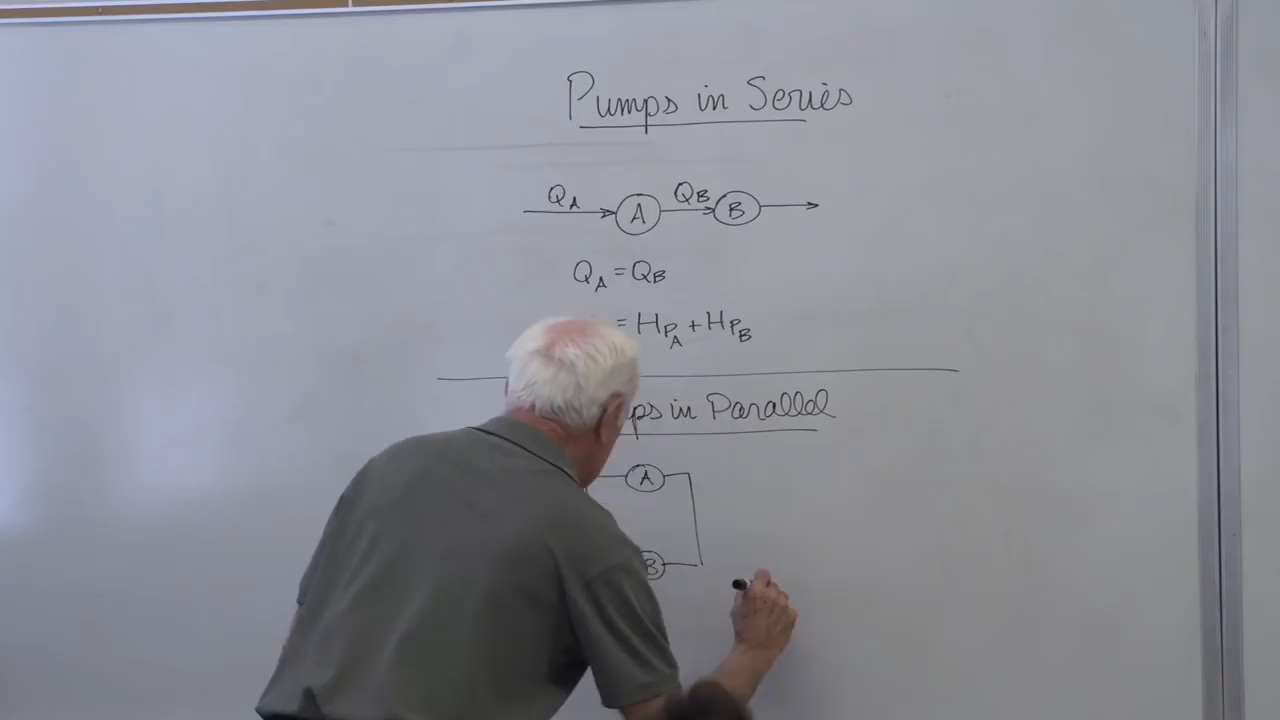 Pumps in Series
QA QB
A B
QA = QB
= HPA + HPB
ps in Parallel
A
B